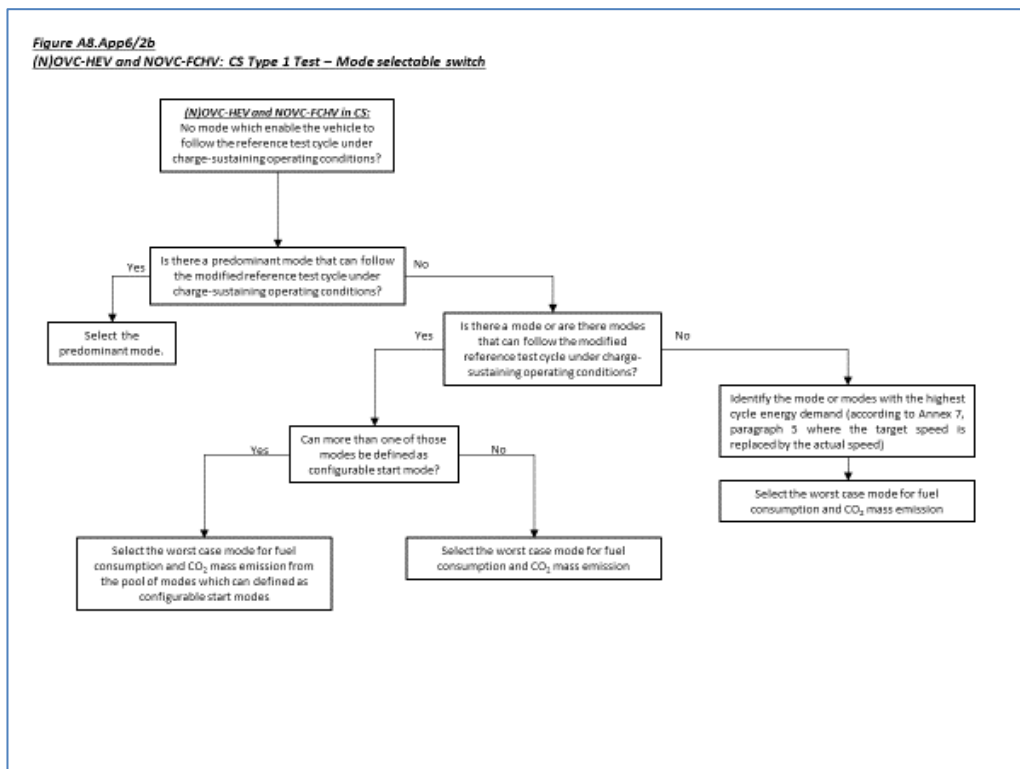 Figure A8.App6/2b
(N)OVC-HEV and NOVC-FCHV: CS Type 1 Test – Mode selectable switch
(N)OVC-HEV and NOVC-FCHV in CS:
No mode which enable the vehicle to
follow the reference test cycle under
charge-sustaining operating conditions?
Yes
Is there a predominant mode that can follow
the modified reference test cycle under
charge-sustaining operating conditions?
No
Select the
predominant mode.
Yes
Is there a mode or are there modes
that can follow the modified
reference test cycle under charge-
sustaining operating conditions?
No
Identify the mode or modes with the highest
cycle energy demand (according to Annex 7,
paragraph 5 where the target speed is
replaced by the actual speed)
Yes
Can more than one of those
modes be defined as
configurable start mode?
No
Select the worst case mode for fuel
consumption and CO₂ mass emission
Select the worst case mode for fuel
consumption and CO₂ mass emission from
the pool of modes which can defined as
configurable start modes
Select the worst case mode for fuel
consumption and CO₂ mass emission